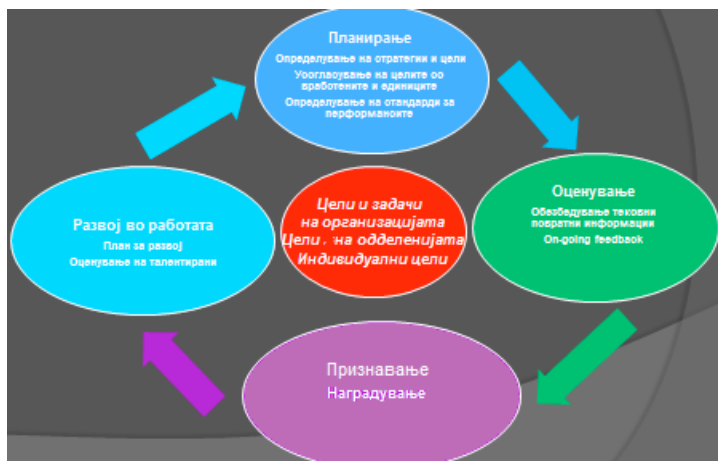 Планирање
Определување на стратегии и цели
Усогласување на целите со
вработените и единиците
Определување на стандарди за
перформансите
Оценување
Обезбедување тековни
повратни информации
On-going feedback
Признавање
Наградување
Развој во работата
План за развој
Оценување на талентирани
Цели и задачи
на организацијата
Цели , на одделенијата
Индивидуални цели